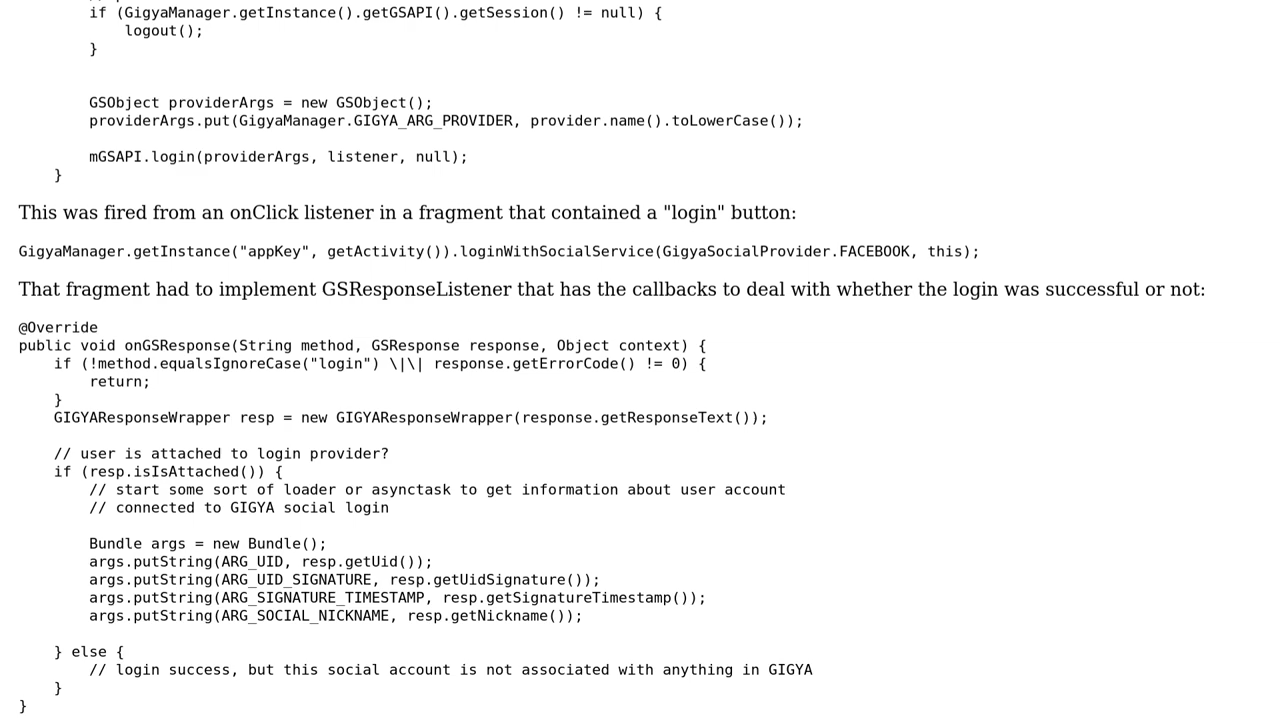 if (GigyaManager.getInstance().getGSAPI().getSession() != null) {
            logout();
        }
        GSObject providerArgs = new GSObject();
        providerArgs.put(GigyaManager.GIGYA_ARG_PROVIDER, provider.name().toLowerCase());
        mGSAPI.login(providerArgs, listener, null);
    }
This was fired from an onClick listener in a fragment that contained a "login" button:
GigyaManager.getInstance("appKey", getActivity()).loginWithSocialService(GigyaSocialProvider.FACEBOOK, this);
That fragment had to implement GSResponseListener that has the callbacks to deal with whether the login was successful or not:
@Override
public void onGSResponse(String method, GSResponse response, Object context) {
    if (!method.equalsIgnoreCase("login") \|\| response.getErrorCode() != 0) {
        return;
    }
    GIGYAResponseWrapper resp = new GIGYAResponseWrapper(response.getResponseText());
    // user is attached to login provider?
    if (resp.isIsAttached()) {
        // start some sort of loader or asynctask to get information about user account
        // connected to GIGYA social login
        Bundle args = new Bundle();
        args.putString(ARG_UID, resp.getUid());
        args.putString(ARG_UID_SIGNATURE, resp.getUidSignature());
        args.putString(ARG_SIGNATURE_TIMESTAMP, resp.getSignatureTimestamp());
        args.putString(ARG_SOCIAL_NICKNAME, resp.getNickname());
    } else {
        // login success, but this social account is not associated with anything in GIGYA
    }
}